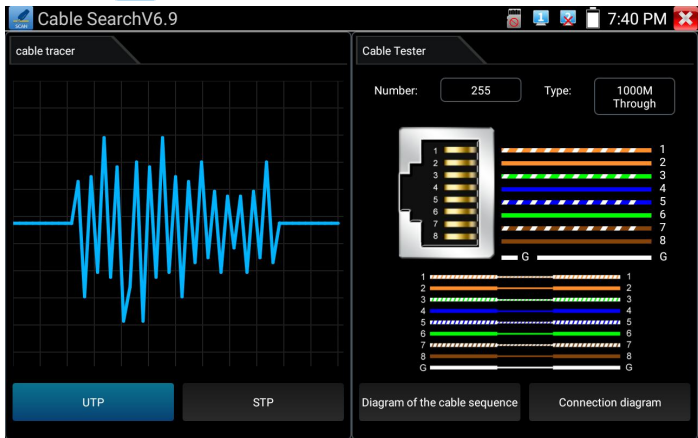 SCAN
Cable SearchV6.9
1
7:40 PM
cable tracer
Cable Tester
Number:
255
Type:
1000M
Through
1
2
3
4
5
6
7
8
1
2
3
4
5
6
7
8
G
G
1 1
2 2
3 3
4 4
5 5
6 6
7 7
8 8
G G
UTP
STP
Diagram of the cable sequence
Connection diagram